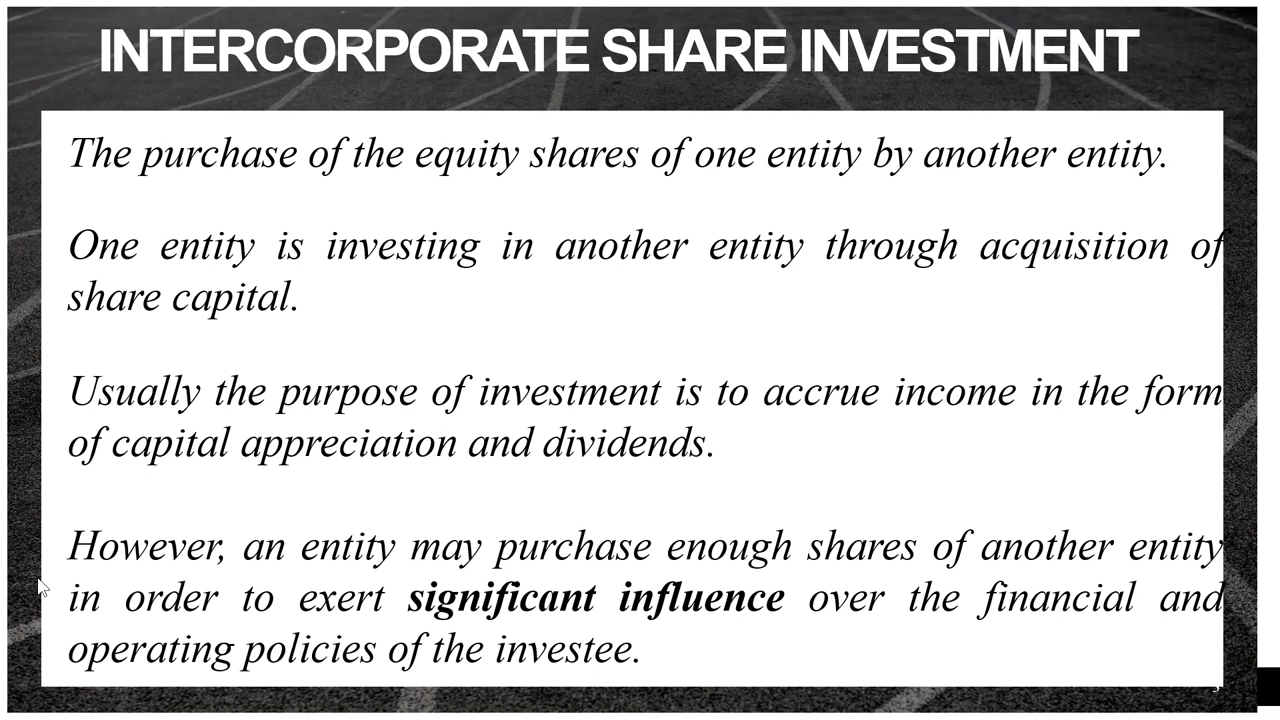 INTERCORPORATE SHARE INVESTMENT
The purchase of the equity shares of one entity by another entity.
One entity is investing in another entity through acquisition of
share capital.
Usually the purpose of investment is to accrue income in the form
of capital appreciation and dividends.
However, an entity may purchase enough shares of another entity
in order to exert significant influence over the financial and
operating policies of the investee.